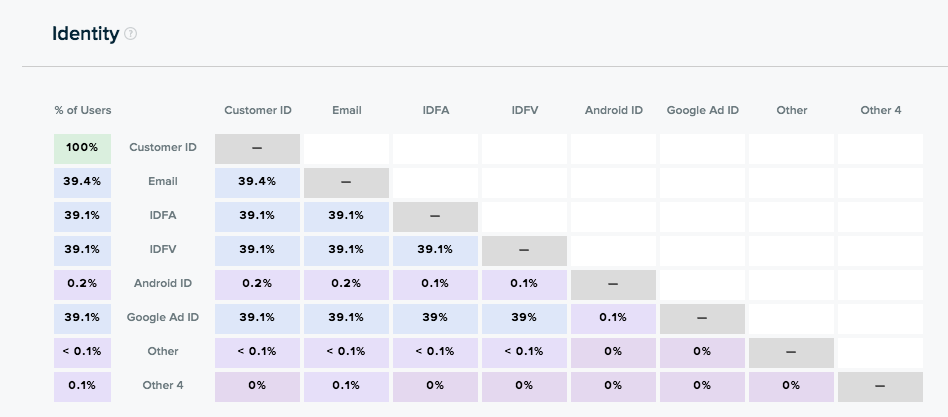 Identity ?
% of Users Customer ID Email IDFA IDFV Android ID Google Ad ID Other Other 4
100% Customer ID —
39.4% Email 39.4% —
39.1% IDFA 39.1% 39.1% —
39.1% IDFV 39.1% 39.1% 39.1% —
0.2% Android ID 0.2% 0.2% 0.1% 0.1% —
39.1% Google Ad ID 39.1% 39.1% 39% 39% 0.1% —
< 0.1% Other < 0.1% < 0.1% < 0.1% < 0.1% 0% 0% —
0.1% Other 4 0% 0.1% 0% 0% 0% 0% 0% —